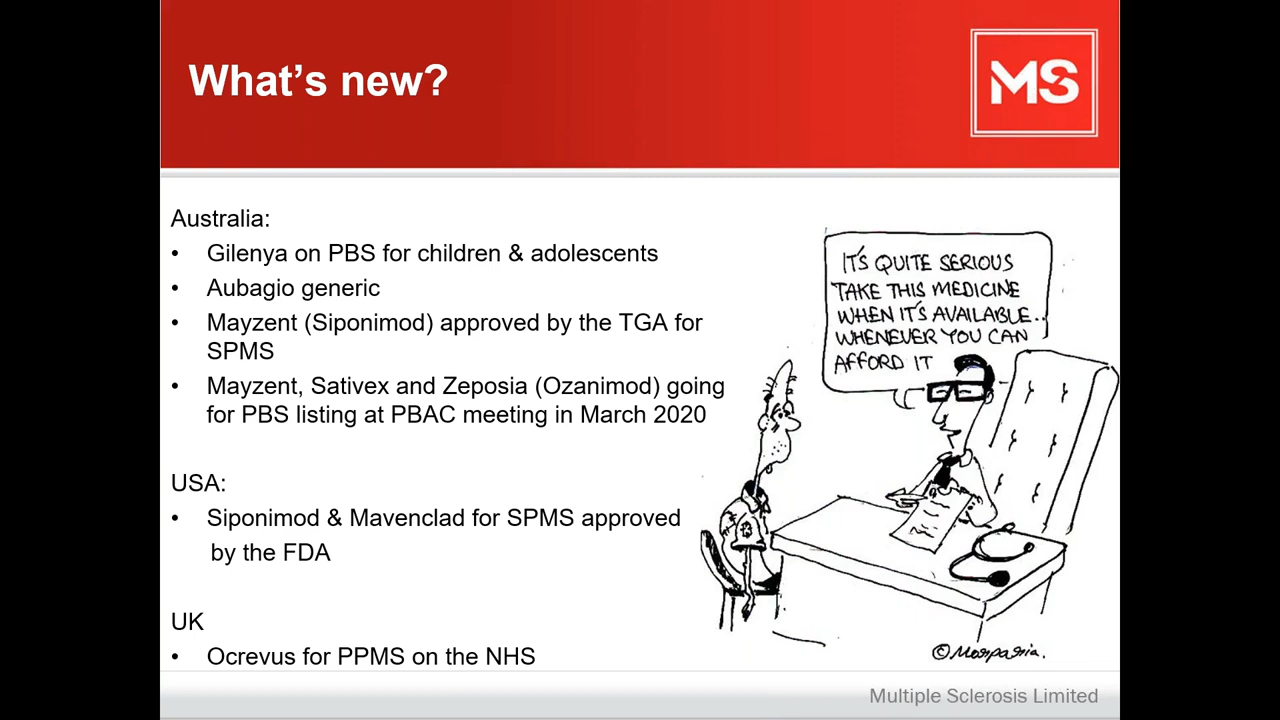 What's new?
MS
Australia:
• Gilenya on PBS for children & adolescents
• Aubagio generic
• Mayzent (Siponimod) approved by the TGA for
SPMS
• Mayzent, Sativex and Zeposia (Ozanimod) going
for PBS listing at PBAC meeting in March 2020
USA:
• Siponimod & Mavenclad for SPMS approved
by the FDA
UK
• Ocrevus for PPMS on the NHS
IT'S QUITE SERIOUS
TAKE THIS MEDICINE
WHEN IT'S AVAILABLE..
WHENEVER YOU CAN
AFFORD IT
Multiple Sclerosis Limited